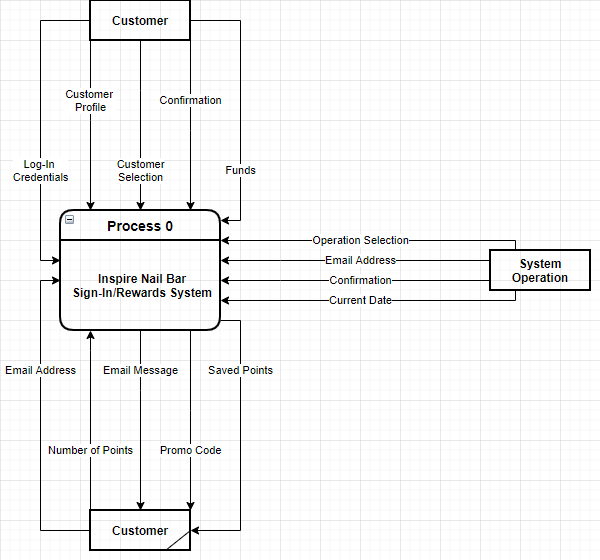 Customer
Customer
Profile
Confirmation
Log-In
Credentials
Customer
Selection
Funds
Process 0
Inspire Nail Bar
Sign-In/Rewards System
Operation Selection
Email Address
Confirmation
Current Date
System
Operation
Email Address
Email Message
Saved Points
Number of Points
Promo Code
Customer